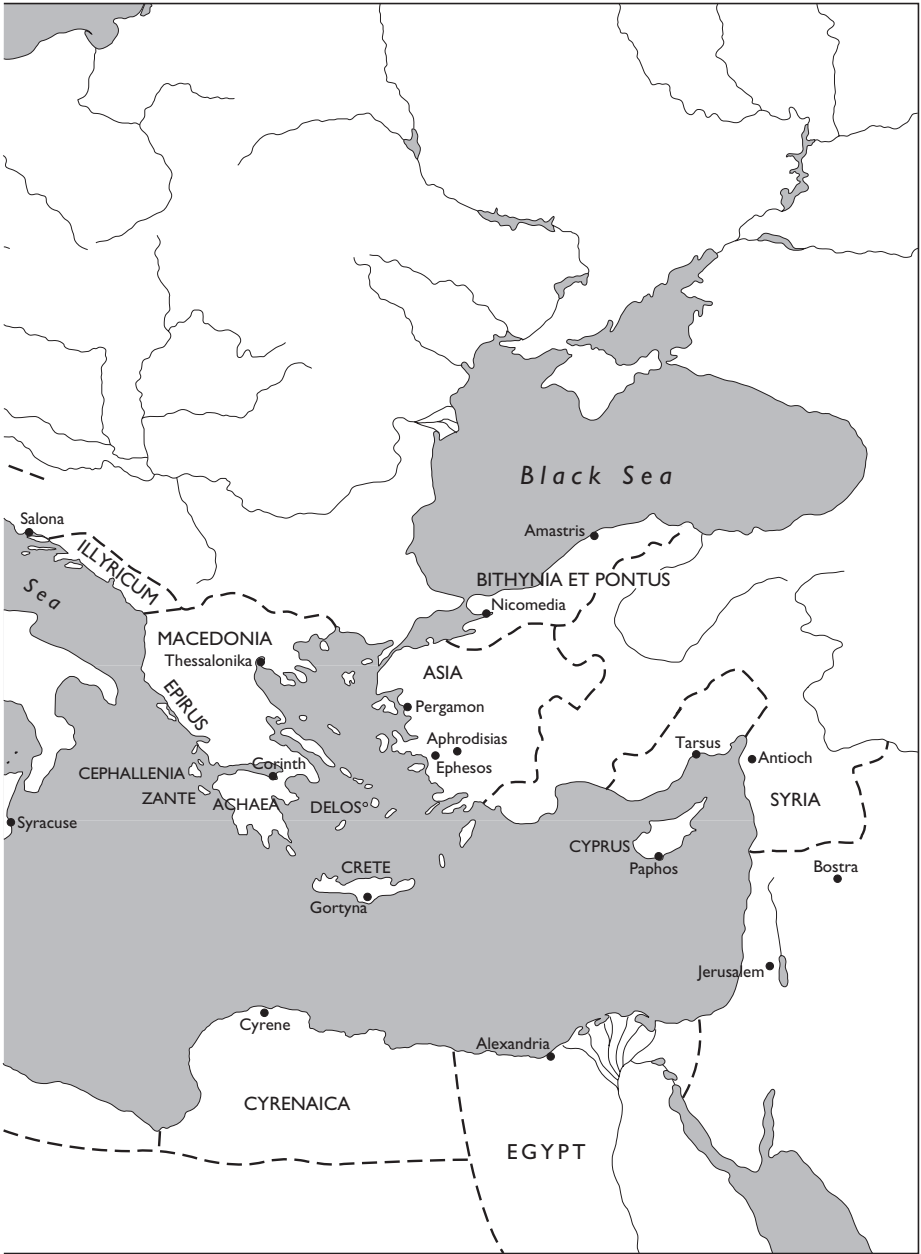 Black Sea
Salona
Amastris
ILLYRICUM
BITHYNIA ET PONTUS
Sea
Nicomedia
MACEDONIA
Thessalonika
ASIA
EPIRUS
Pergamon
Aphrodisias
Tarsus
Ephesos
Antioch
Corinth
CEPHALLENIA
ZANTE
ACHAEA
DELOS
SYRIA
Syracuse
CYPRUS
Paphos
CRETE
Bostra
Gortyna
Jerusalem
Cyrene
Alexandria
CYRENAICA
EGYPT